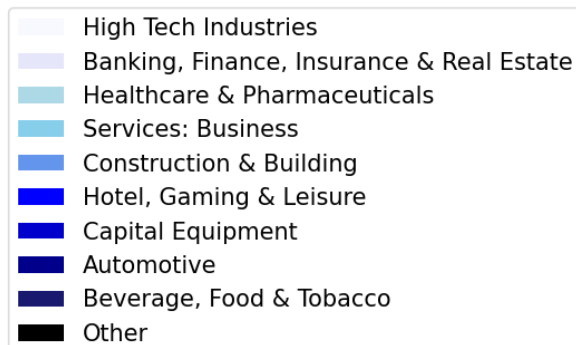 High Tech Industries
Banking, Finance, Insurance & Real Estate
Healthcare & Pharmaceuticals
Services: Business
Construction & Building
Hotel, Gaming & Leisure
Capital Equipment
Automotive
Beverage, Food & Tobacco
Other